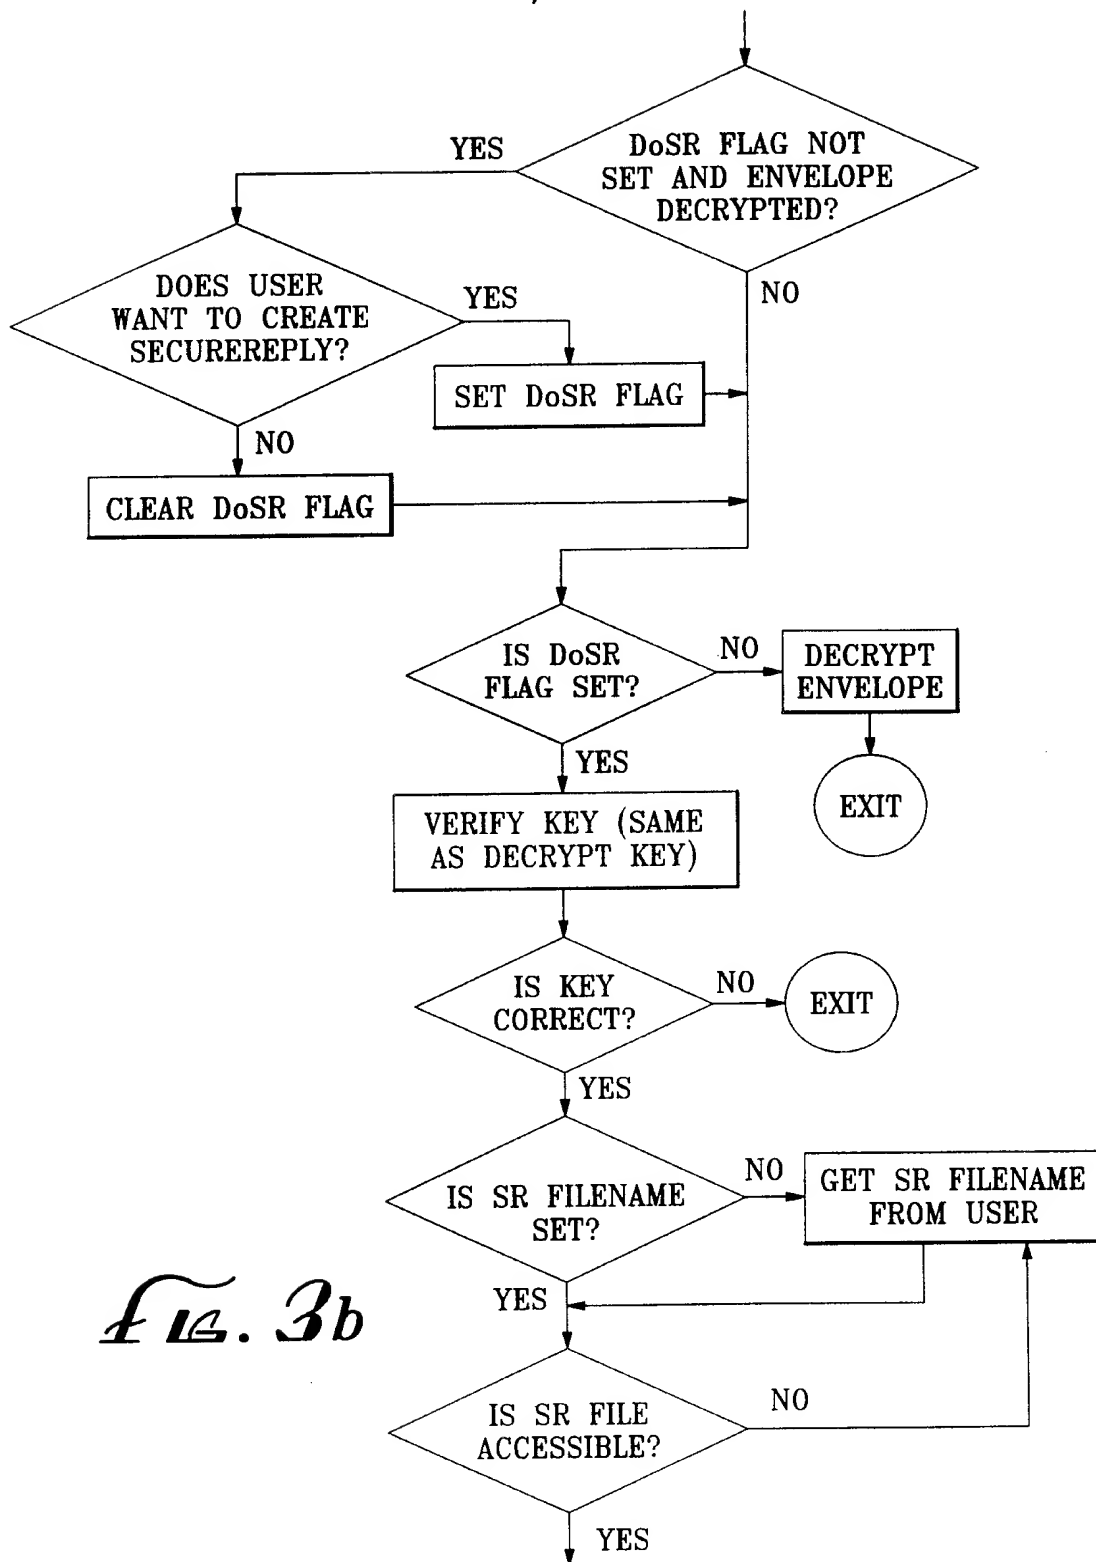 DoSR FLAG NOT
SET AND ENVELOPE
DECRYPTED?
YES
NO
DOES USER
WANT TO CREATE
SECUREREPLY?
YES
SET DoSR FLAG
NO
CLEAR DoSR FLAG
IS DoSR
FLAG SET?
NO
DECRYPT
ENVELOPE
EXIT
YES
VERIFY KEY (SAME
AS DECRYPT KEY)
IS KEY
CORRECT?
NO
EXIT
YES
IS SR FILENAME
SET?
NO
GET SR FILENAME
FROM USER
YES
IS SR FILE
ACCESSIBLE?
NO
YES
FIG. 3b